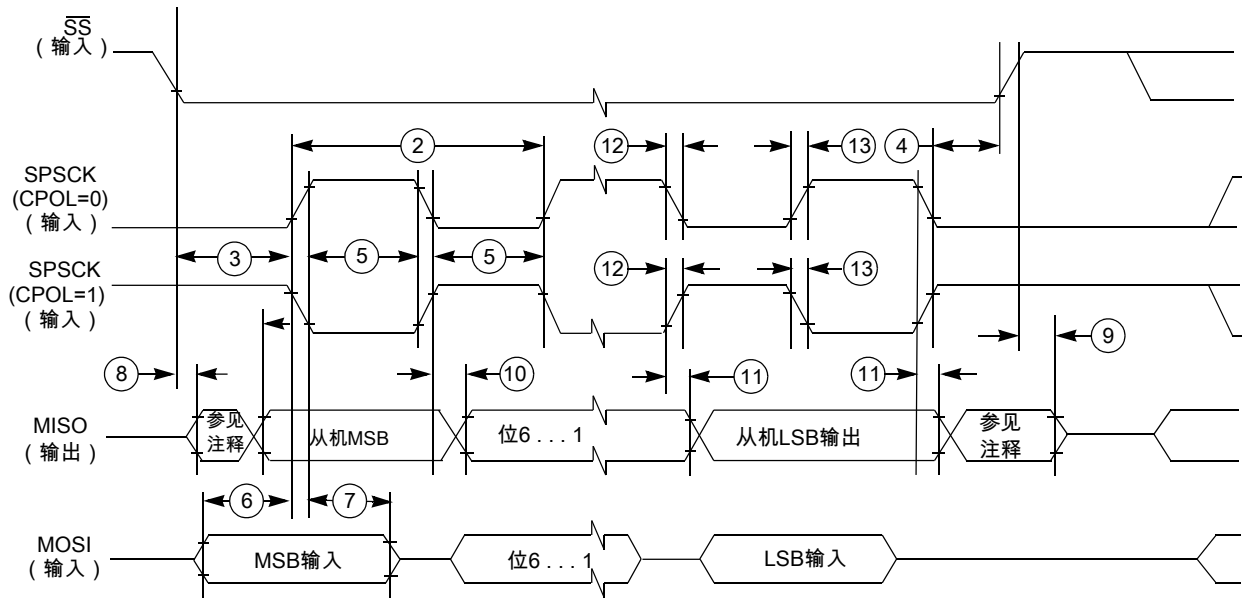 SS
（输入）
2
12
13
4
SPSCK
(CPOL=0)
（输入）
3
5
5
SPSCK
(CPOL=1)
（输入）
12
13
8
10
11
11
9
MISO
（输出）
参见
注释
从机MSB
位6 . . . 1
从机LSB输出
参见
注释
6
7
MOSI
（输入）
MSB输入
位6 . . . 1
LSB输入